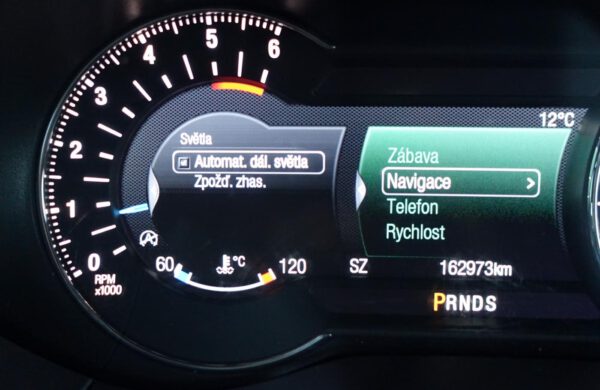 6
5
4
3
2
1
0
RPM
x1000
12°C
Světla
Automat. dál. světla
Zpožď. zhas.
Zábava
Navigace >
Telefon
Rychlost
60 °C 120
SZ 162973km
PRNDS